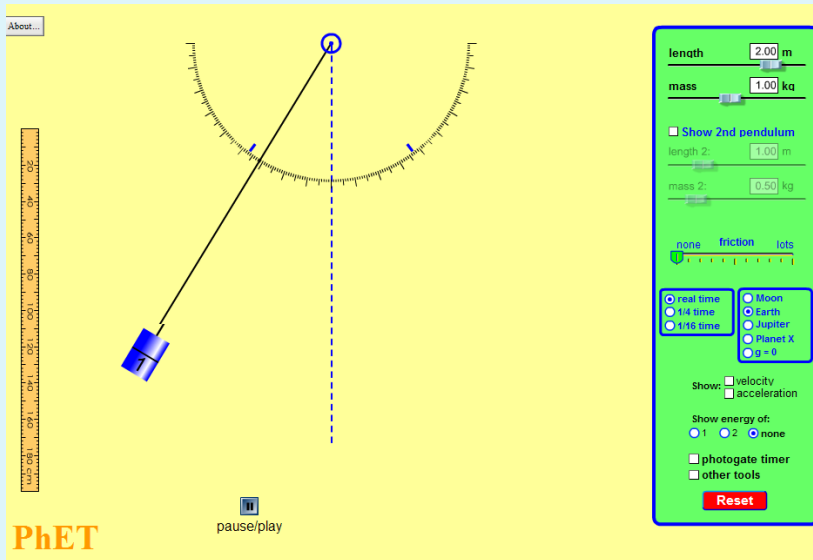 About...
length 2.00 m
mass 1.00 kg
Show 2nd pendulum
length 2: 1.00 m
mass 2: 0.50 kg
none friction lots
real time
1/4 time
1/16 time
Moon
Earth
Jupiter
Planet X
g = 0
Show: velocity
acceleration
Show energy of:
1 2 none
photogate timer
other tools
Reset
20
40
60
80
100
120
140
160
180 cm
1
pause/play
PhET